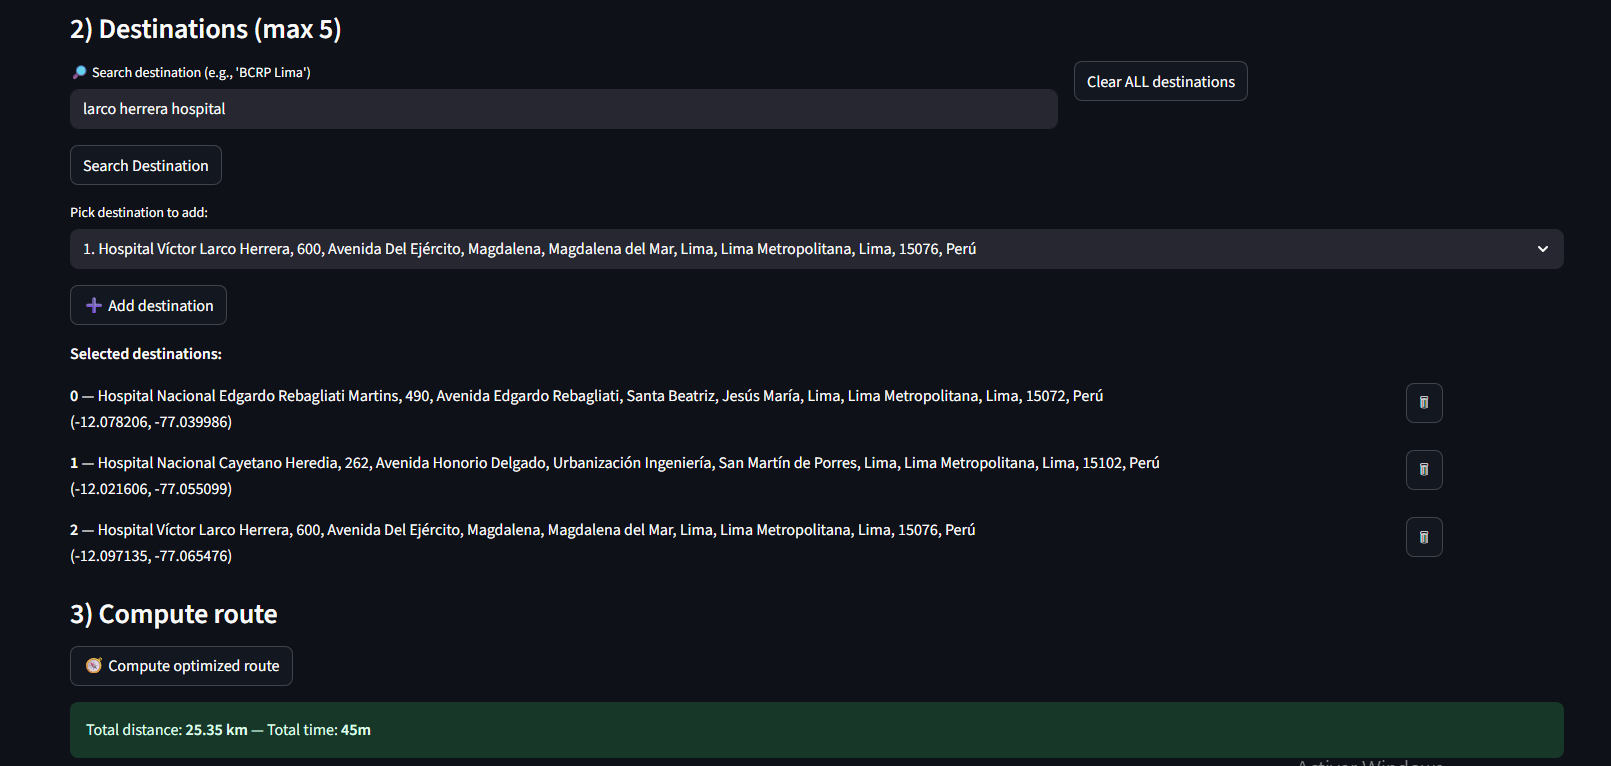 2) Destinations (max 5)
🔎 Search destination (e.g., 'BCRP Lima')
Clear ALL destinations
larco herrera hospital
Search Destination
Pick destination to add:
1. Hospital Víctor Larco Herrera, 600, Avenida Del Ejército, Magdalena, Magdalena del Mar, Lima, Lima Metropolitana, Lima, 15076, Perú
➕ Add destination
Selected destinations:
0 — Hospital Nacional Edgardo Rebagliati Martins, 490, Avenida Edgardo Rebagliati, Santa Beatriz, Jesús María, Lima, Lima Metropolitana, Lima, 15072, Perú
(-12.078206, -77.039986)
1 — Hospital Nacional Cayetano Heredia, 262, Avenida Honorio Delgado, Urbanización Ingeniería, San Martín de Porres, Lima, Lima Metropolitana, Lima, 15102, Perú
(-12.021606, -77.055099)
2 — Hospital Víctor Larco Herrera, 600, Avenida Del Ejército, Magdalena, Magdalena del Mar, Lima, Lima Metropolitana, Lima, 15076, Perú
(-12.097135, -77.065476)
3) Compute route
🧭 Compute optimized route
Total distance: 25.35 km — Total time: 45m
Activar Windows